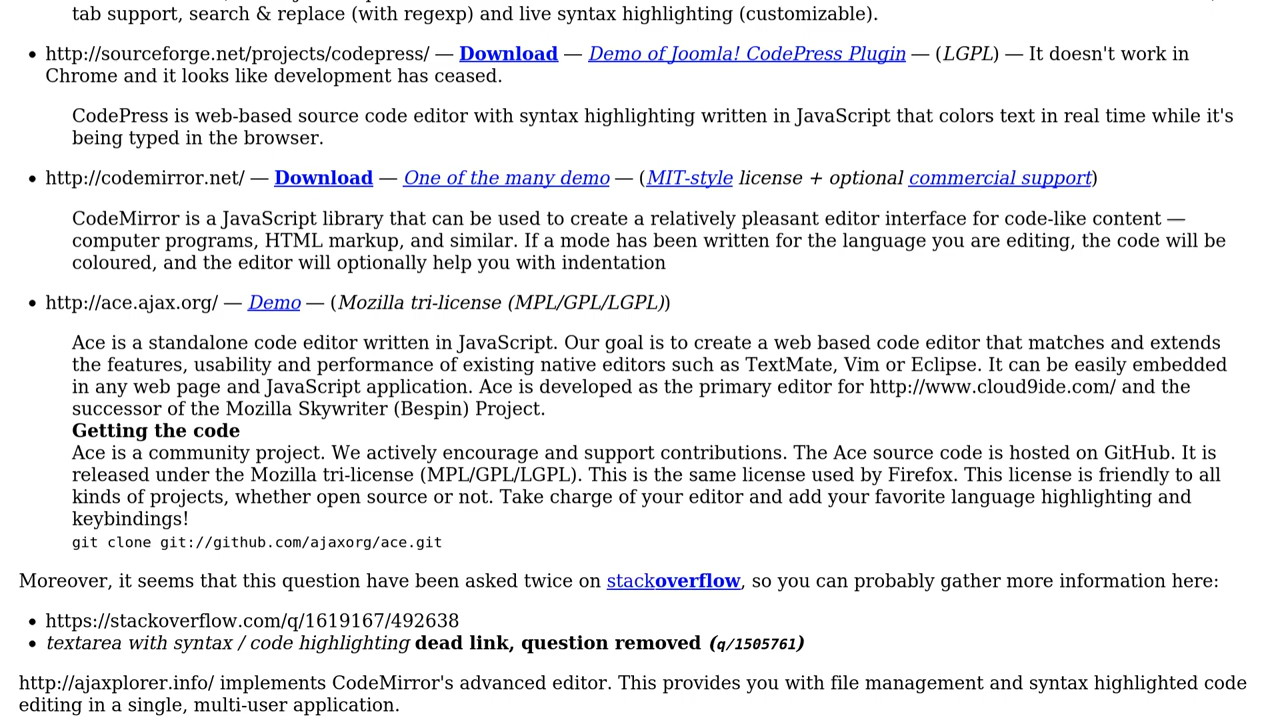 tab support, search & replace (with regexp) and live syntax highlighting (customizable).
• http://sourceforge.net/projects/codepress/ — Download — Demo of Joomla! CodePress Plugin — (LGPL) — It doesn't work in
Chrome and it looks like development has ceased.
CodePress is web-based source code editor with syntax highlighting written in JavaScript that colors text in real time while it's
being typed in the browser.
• http://codemirror.net/ — Download — One of the many demo — (MIT-style license + optional commercial support)
CodeMirror is a JavaScript library that can be used to create a relatively pleasant editor interface for code-like content —
computer programs, HTML markup, and similar. If a mode has been written for the language you are editing, the code will be
coloured, and the editor will optionally help you with indentation
• http://ace.ajax.org/ — Demo — (Mozilla tri-license (MPL/GPL/LGPL))
Ace is a standalone code editor written in JavaScript. Our goal is to create a web based code editor that matches and extends
the features, usability and performance of existing native editors such as TextMate, Vim or Eclipse. It can be easily embedded
in any web page and JavaScript application. Ace is developed as the primary editor for http://www.cloud9ide.com/ and the
successor of the Mozilla Skywriter (Bespin) Project.
Getting the code
Ace is a community project. We actively encourage and support contributions. The Ace source code is hosted on GitHub. It is
released under the Mozilla tri-license (MPL/GPL/LGPL). This is the same license used by Firefox. This license is friendly to all
kinds of projects, whether open source or not. Take charge of your editor and add your favorite language highlighting and
keybindings!
git clone git://github.com/ajaxorg/ace.git
Moreover, it seems that this question have been asked twice on stackoverflow, so you can probably gather more information here:
• https://stackoverflow.com/q/1619167/492638
• textarea with syntax / code highlighting dead link, question removed (q/1505761)
http://ajaxplorer.info/ implements CodeMirror's advanced editor. This provides you with file management and syntax highlighted code
editing in a single, multi-user application.